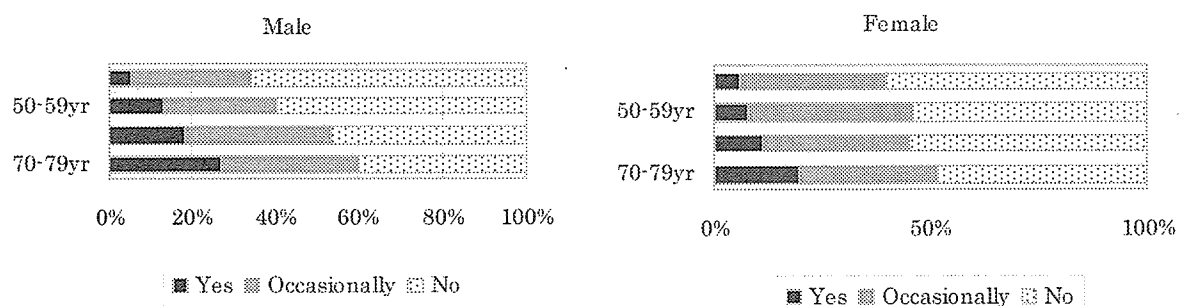 Male
50-59yr
70-79yr
0% 20% 40% 60% 80% 100%
Yes Occasionally No
Female
50-59yr
70-79yr
0% 50% 100%
Yes Occasionally No